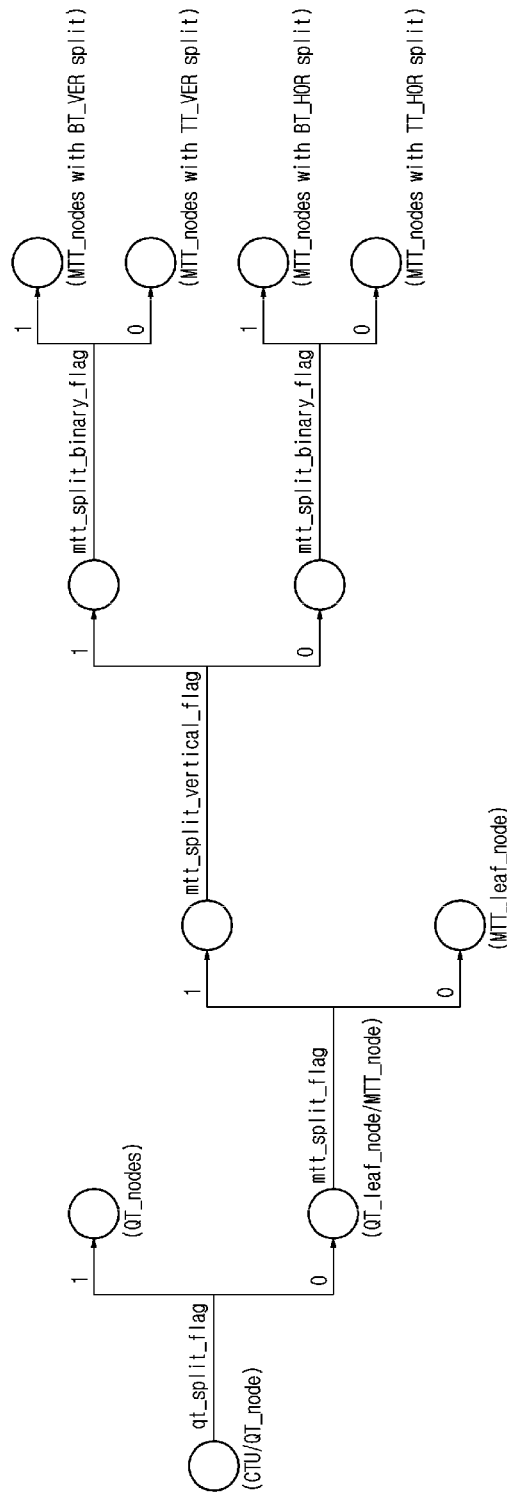 qt_split_flag
(CTU/QT_node)
1
(QT_nodes)
0
(QT_leaf_node/MTT_node)
mtt_split_flag
1
0
(MTT_leaf_node)
mtt_split_vertical_flag
1
0
mtt_split_binary_flag
1
(MTT_nodes with BT_VER split)
0
(MTT_nodes with TT_VER split)
mtt_split_binary_flag
1
(MTT_nodes with BT_HOR split)
0
(MTT_nodes with TT_HOR split)